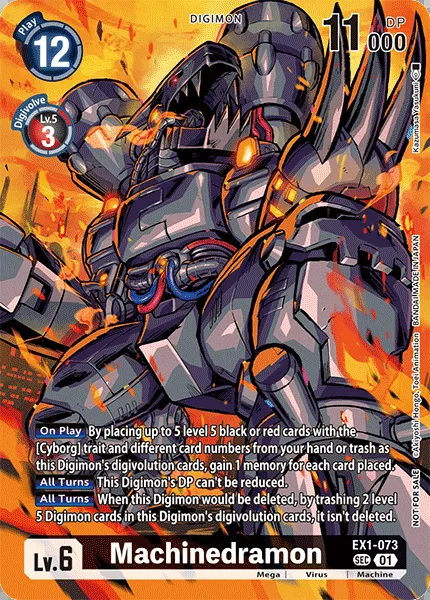 Play
12
DIGIMON
11 000
DP
Digivolve
Lv.5
3
Kazumasa Yasukuni
On Play By placing up to 5 level 5 black or red cards with the
[Cyborg] trait and different card numbers from your hand or trash as
this Digimon's digivolution cards, gain 1 memory for each card placed.
All Turns This Digimon's DP can't be reduced.
All Turns When this Digimon would be deleted, by trashing 2 level
5 Digimon cards in this Digimon's digivolution cards, it isn't deleted.
©Akiyoshi Hongo, Toei Animation BANDAI MADE IN JAPAN
NOT FOR SALE
Lv.6
Machinedramon
EX1-073
SEC 01
Mega Virus Machine